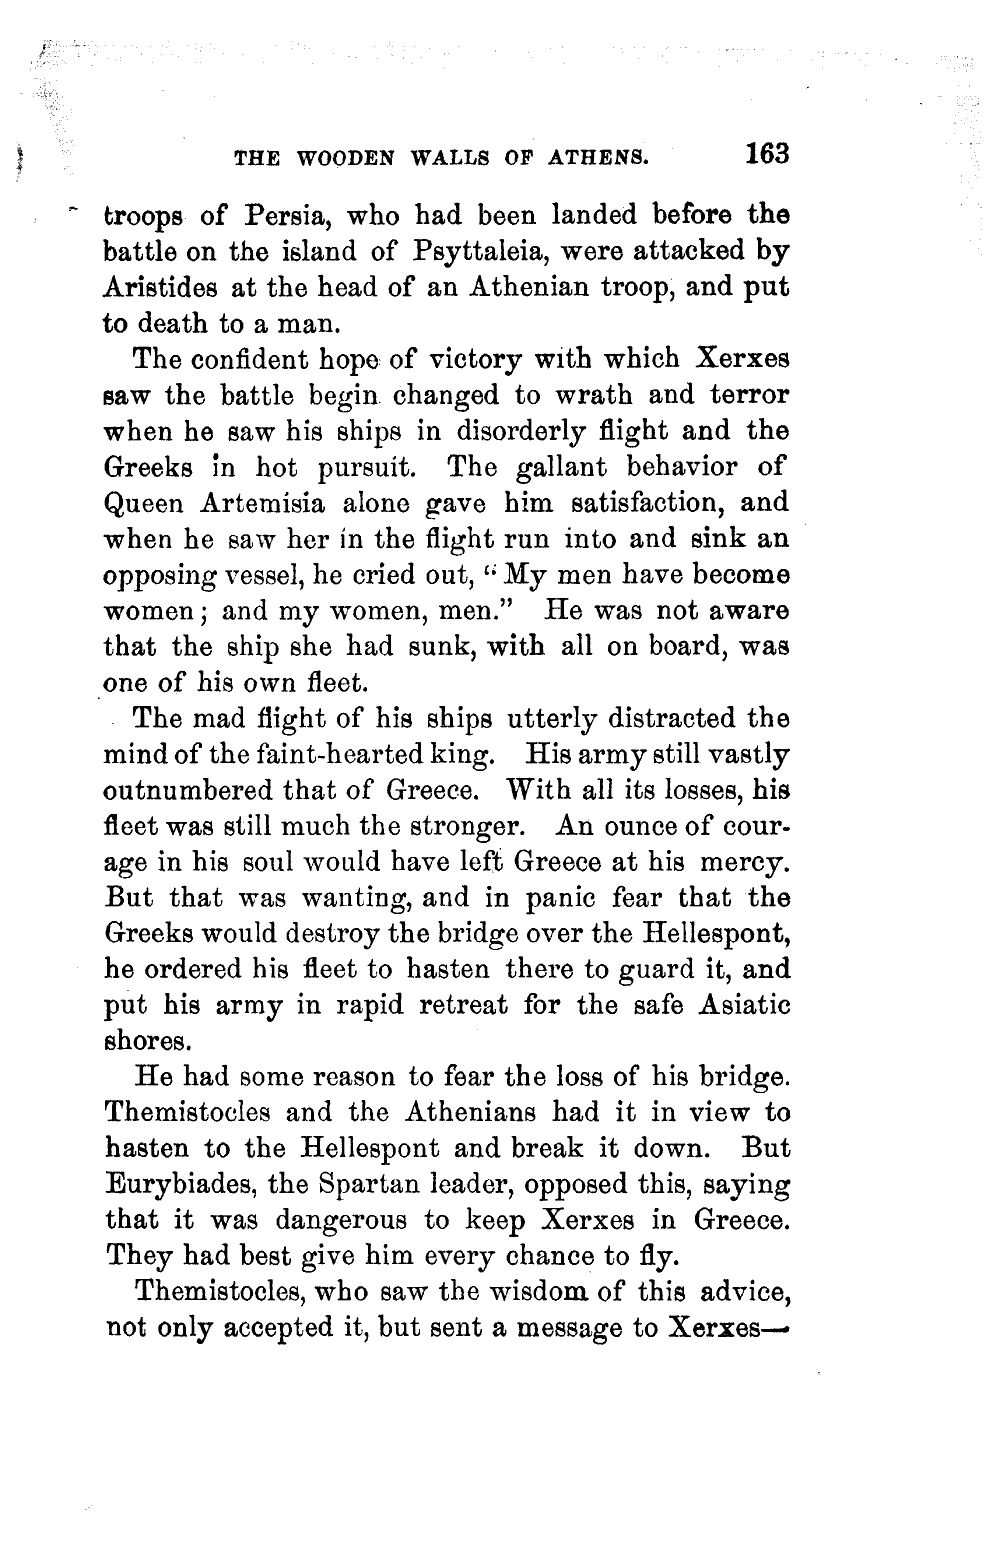 THE WOODEN WALLS OF ATHENS. 163
troops of Persia, who had been landed before the
battle on the island of Psyttaleia, were attacked by
Aristides at the head of an Athenian troop, and put
to death to a man.
The confident hope of victory with which Xerxes
saw the battle begin changed to wrath and terror
when he saw his ships in disorderly flight and the
Greeks in hot pursuit. The gallant behavior of
Queen Artemisia alone gave him satisfaction, and
when he saw her in the flight run into and sink an
opposing vessel, he cried out, “My men have become
women; and my women, men.” He was not aware
that the ship she had sunk, with all on board, was
one of his own fleet.
The mad flight of his ships utterly distracted the
mind of the faint-hearted king. His army still vastly
outnumbered that of Greece. With all its losses, his
fleet was still much the stronger. An ounce of cour-
age in his soul would have left Greece at his mercy.
But that was wanting, and in panic fear that the
Greeks would destroy the bridge over the Hellespont,
he ordered his fleet to hasten there to guard it, and
put his army in rapid retreat for the safe Asiatic
shores.
He had some reason to fear the loss of his bridge.
Themistocles and the Athenians had it in view to
hasten to the Hellespont and break it down. But
Eurybiades, the Spartan leader, opposed this, saying
that it was dangerous to keep Xerxes in Greece.
They had best give him every chance to fly.
Themistocles, who saw the wisdom of this advice,
not only accepted it, but sent a message to Xerxes—